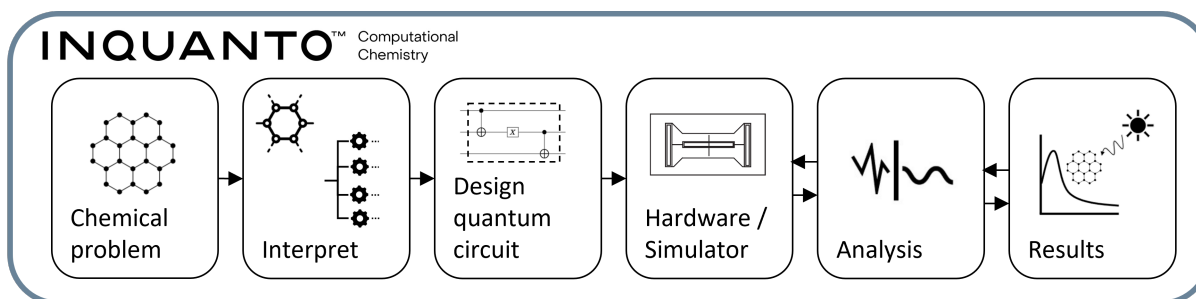 INQUANTO™
Computational
Chemistry
Chemical
problem
Interpret
X
Design
quantum
circuit
Hardware /
Simulator
Analysis
Results